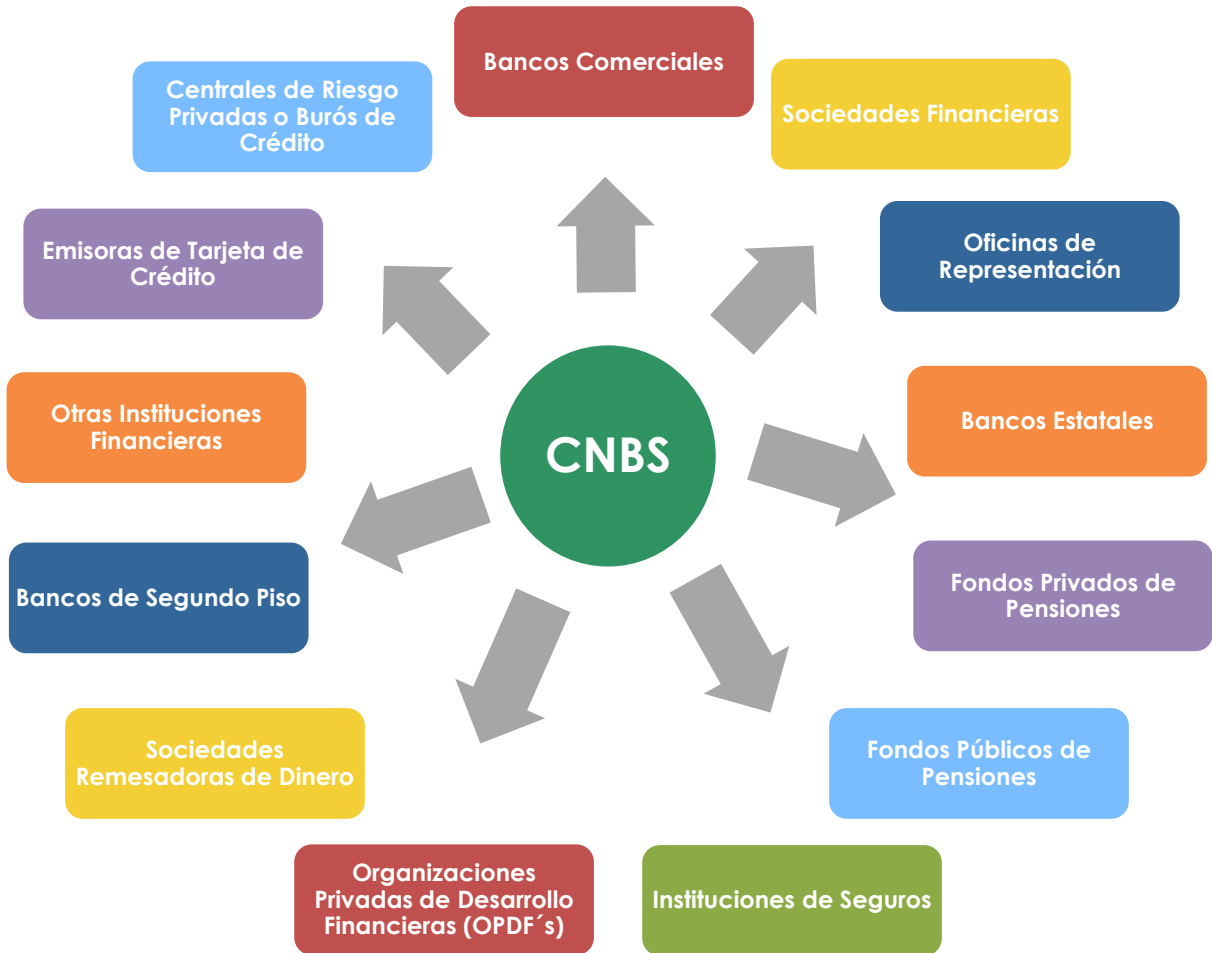 Bancos Comerciales
Sociedades Financieras
Oficinas de
Representación
Bancos Estatales
Fondos Privados de
Pensiones
Fondos Públicos de
Pensiones
Instituciones de Seguros
Organizaciones
Privadas de Desarrollo
Financieras (OPDF´s)
Sociedades
Remesadoras de Dinero
Bancos de Segundo Piso
Otras Instituciones
Financieras
Emisoras de Tarjeta de
Crédito
Centrales de Riesgo
Privadas o Burós de
Crédito
CNBS